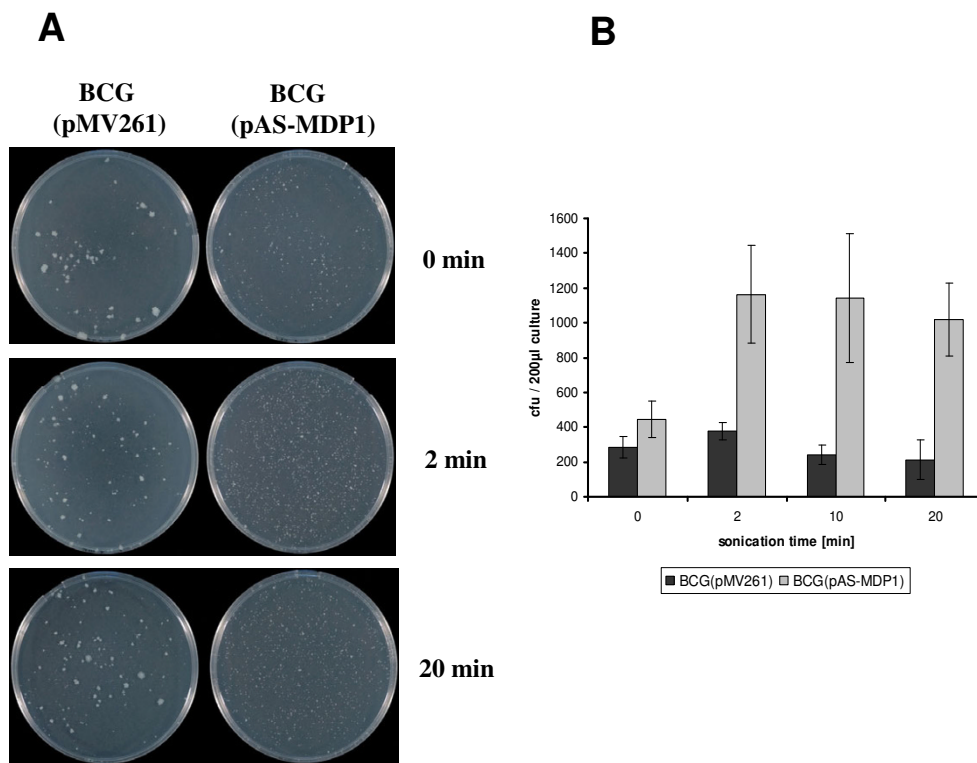 A
B
BCG
(pMV261)
BCG
(pAS-MDP1)
0 min
2 min
20 min
cfu / 200µl culture
1600
1400
1200
1000
800
600
400
200
0
0 2 10 20
sonication time [min]
BCG(pMV261) BCG(pAS-MDP1)